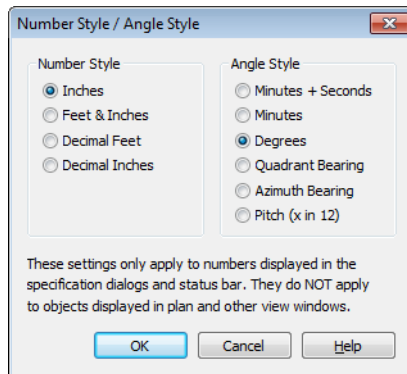 Number Style / Angle Style
Number Style
Inches
Feet & Inches
Decimal Feet
Decimal Inches
Angle Style
Minutes + Seconds
Minutes
Degrees
Quadrant Bearing
Azimuth Bearing
Pitch (x in 12)
These settings only apply to numbers displayed in the
specification dialogs and status bar. They do NOT apply
to objects displayed in plan and other view windows.
OK
Cancel
Help